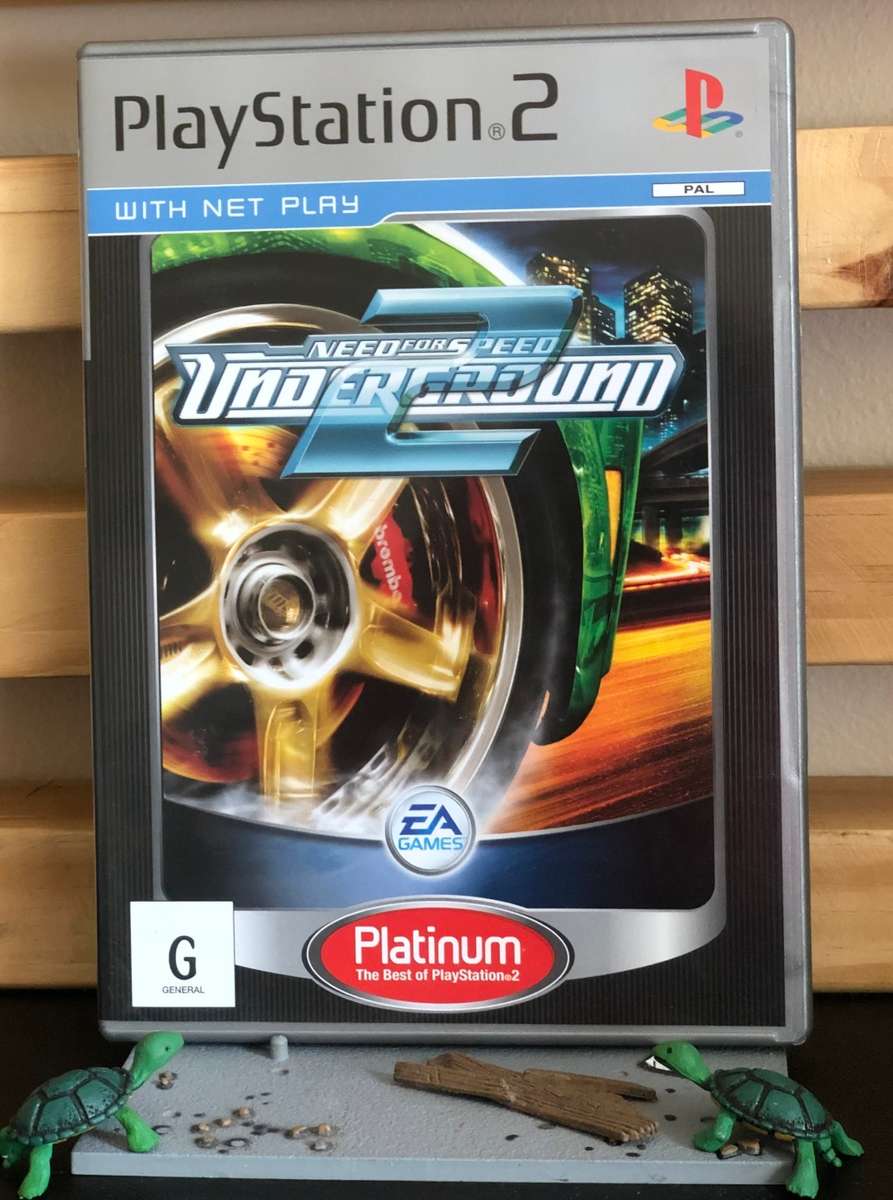 PlayStation®2
WITH NET PLAY
PAL
NEED FOR SPEED
UNDERGROUND
2
brembo
EA
GAMES
G
GENERAL
Platinum
The Best of PlayStation®2